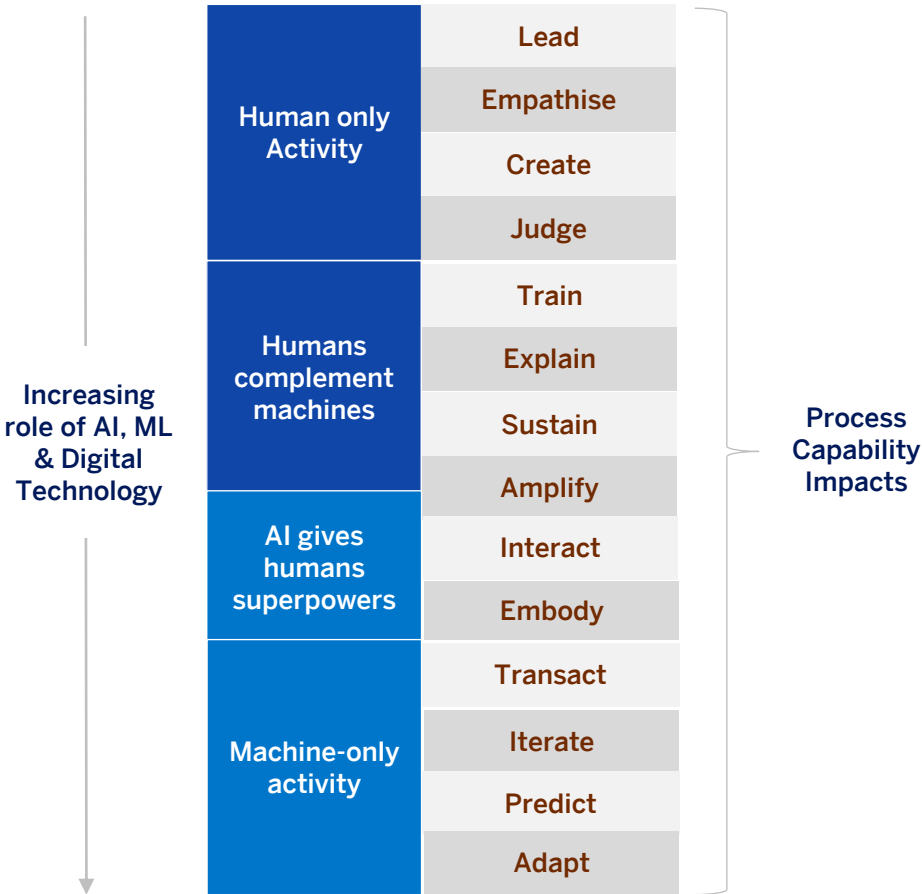 Increasing
role of AI, ML
& Digital
Technology
Human only
Activity
Lead
Empathise
Create
Judge
Humans
complement
machines
Train
Explain
Sustain
Amplify
AI gives
humans
superpowers
Interact
Embody
Machine-only
activity
Transact
Iterate
Predict
Adapt
Process
Capability
Impacts